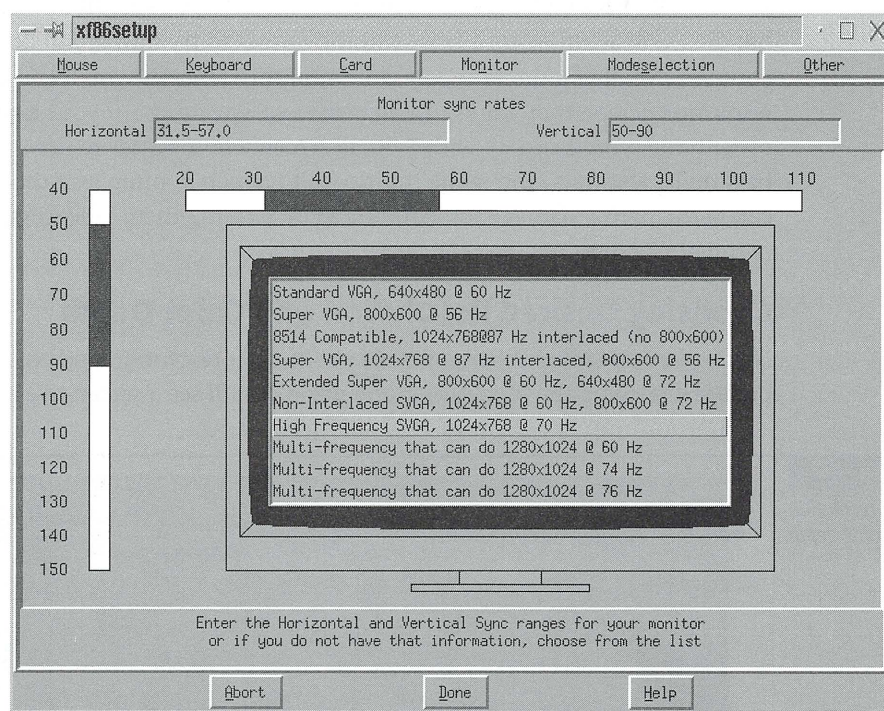 xf86setup
Mouse Keyboard Card Monitor Modeselection Other
Monitor sync rates
Horizontal 31.5-57.0 Vertical 50-90
20 30 40 50 60 70 80 90 100 110
40
50
60
70
80
90
100
110
120
130
140
150
Standard VGA, 640x480 @ 60 Hz
Super VGA, 800x600 @ 56 Hz
8514 Compatible, 1024x768@87 Hz interlaced (no 800x600)
Super VGA, 1024x768 @ 87 Hz interlaced, 800x600 @ 56 Hz
Extended Super VGA, 800x600 @ 60 Hz, 640x480 @ 72 Hz
Non-Interlaced SVGA, 1024x768 @ 60 Hz, 800x600 @ 72 Hz
High Frequency SVGA, 1024x768 @ 70 Hz
Multi-frequency that can do 1280x1024 @ 60 Hz
Multi-frequency that can do 1280x1024 @ 74 Hz
Multi-frequency that can do 1280x1024 @ 76 Hz
Enter the Horizontal and Vertical Sync ranges for your monitor
or if you do not have that information, choose from the list
Abort Done Help